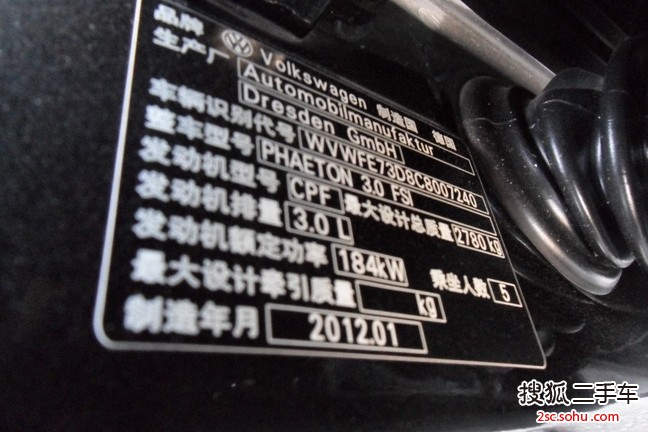 品牌 Volkswagen 制造国 德国
生产厂 Automobilmanufaktur
Dresden GmbH
车辆识别代号 WVWFE73D8C8007240
整车型号 PHAETON 3.0 FSI
发动机型号 CPF 最大设计总质量 2780 kg
发动机排量 3.0 L
发动机额定功率 184kW
最大设计牵引质量 kg 乘坐人数 5
制造年月 2012.01
搜狐二手车
2sc.sohu.com